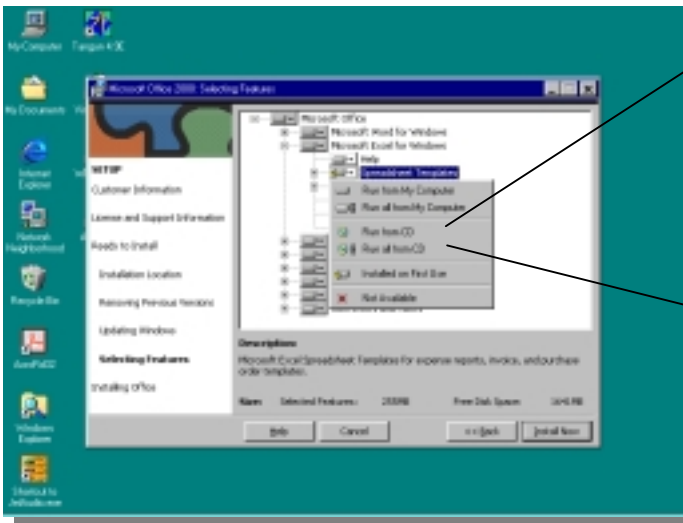 My Computer
My Documents
Internet
Explorer
Network
Neighborhood
Recycle Bin
Windows
Explorer
Shortcut to
Microsoft Office 2000: Selecting Features
SETUP
Customer Information
License and Support Information
Ready to Install
Installation Location
Removing Previous Versions
Updating Windows
Selecting Features
Installing Office
Microsoft Office
Microsoft Word for Windows
Microsoft Excel for Windows
Help
Spreadsheet Templates
Run from My Computer
Run all from My Computer
Run from CD
Run all from CD
Installed on First Use
Not Available
Description:
Microsoft Excel Spreadsheet Templates for expense reports, invoice, and purchase
order templates.
Size: Selected Features: Free Disk Space:
Help Cancel << Back Install Now